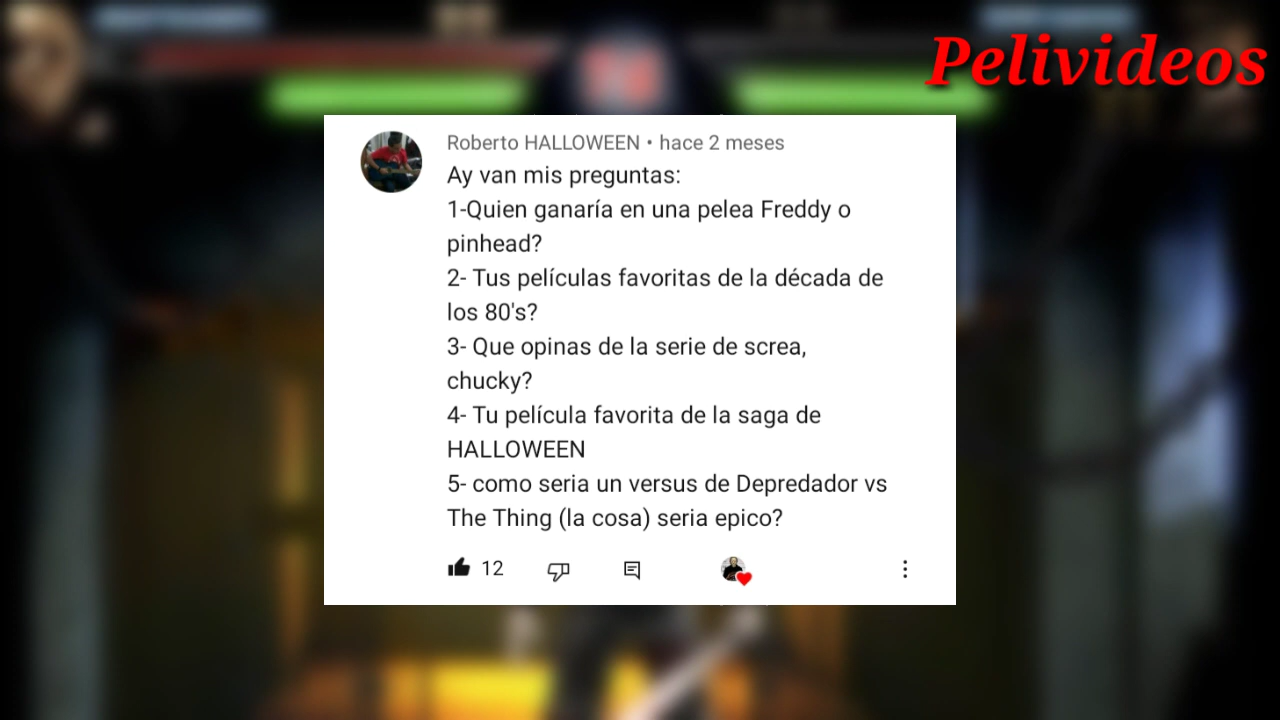 Pelivideos
Roberto HALLOWEEN • hace 2 meses
Ay van mis preguntas:
1-Quien ganaría en una pelea Freddy o
pinhead?
2- Tus películas favoritas de la década de
los 80's?
3- Que opinas de la serie de screa,
chucky?
4- Tu película favorita de la saga de
HALLOWEEN
5- como seria un versus de Depredador vs
The Thing (la cosa) seria epico?
12